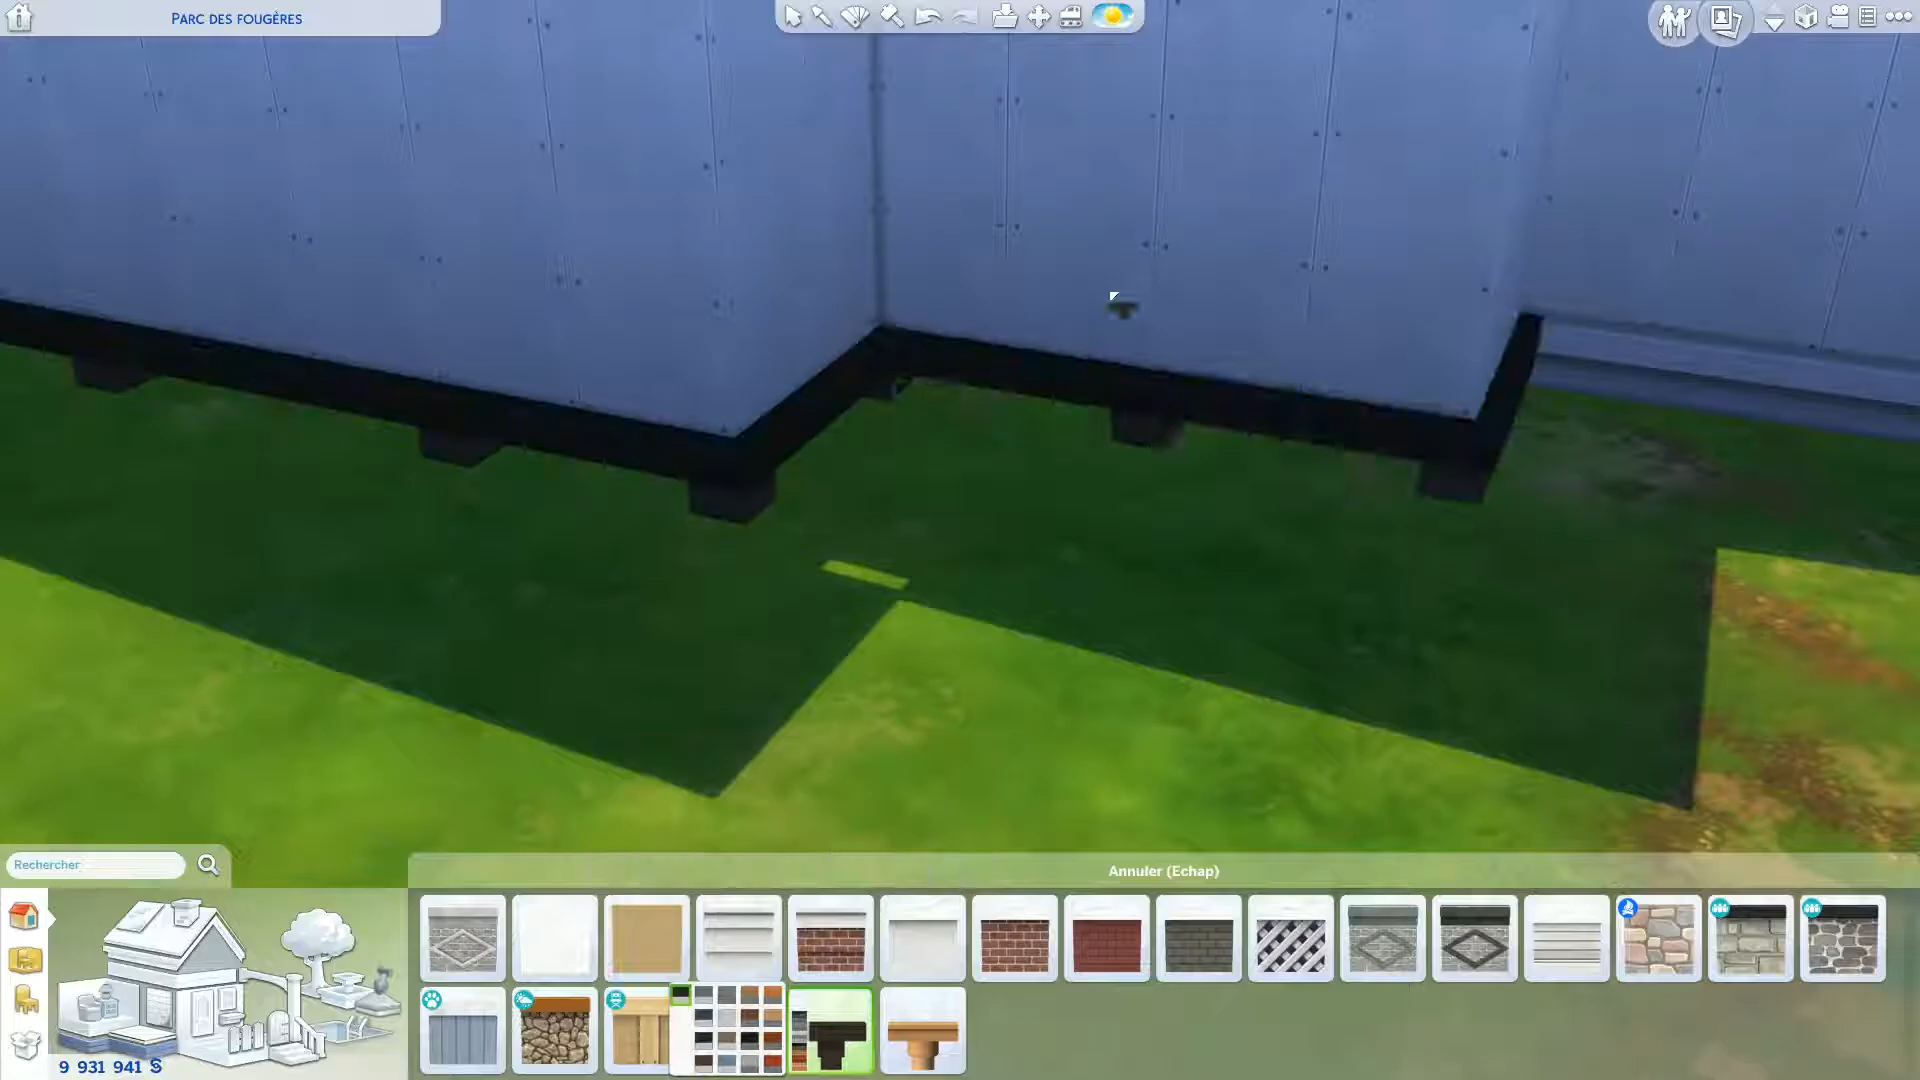 PARC DES FOUGÈRES
Rechercher
Annuler (Echap)
9 931 941 §